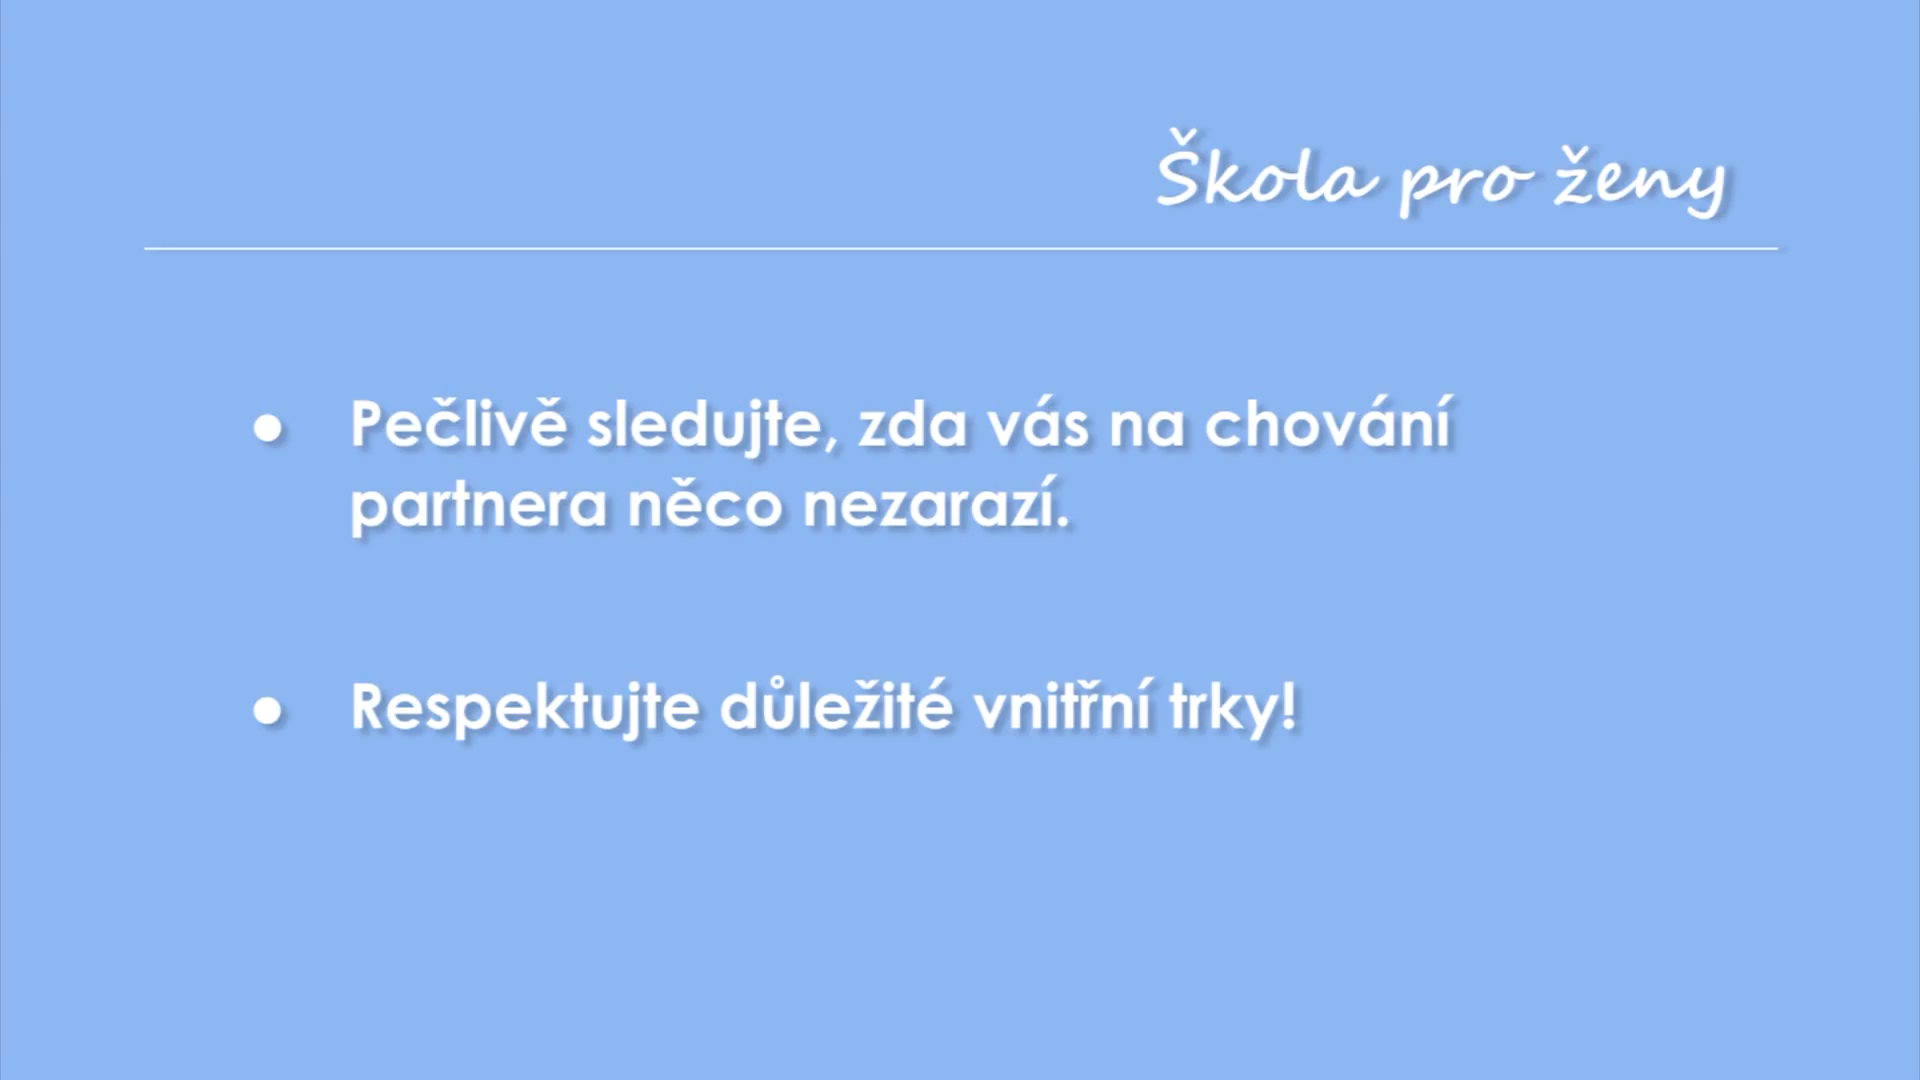 Škola pro ženy
● Pečlivě sledujte, zda vás na chování
partnera něco nezarazí.
● Respektujte důležité vnitřní trky!